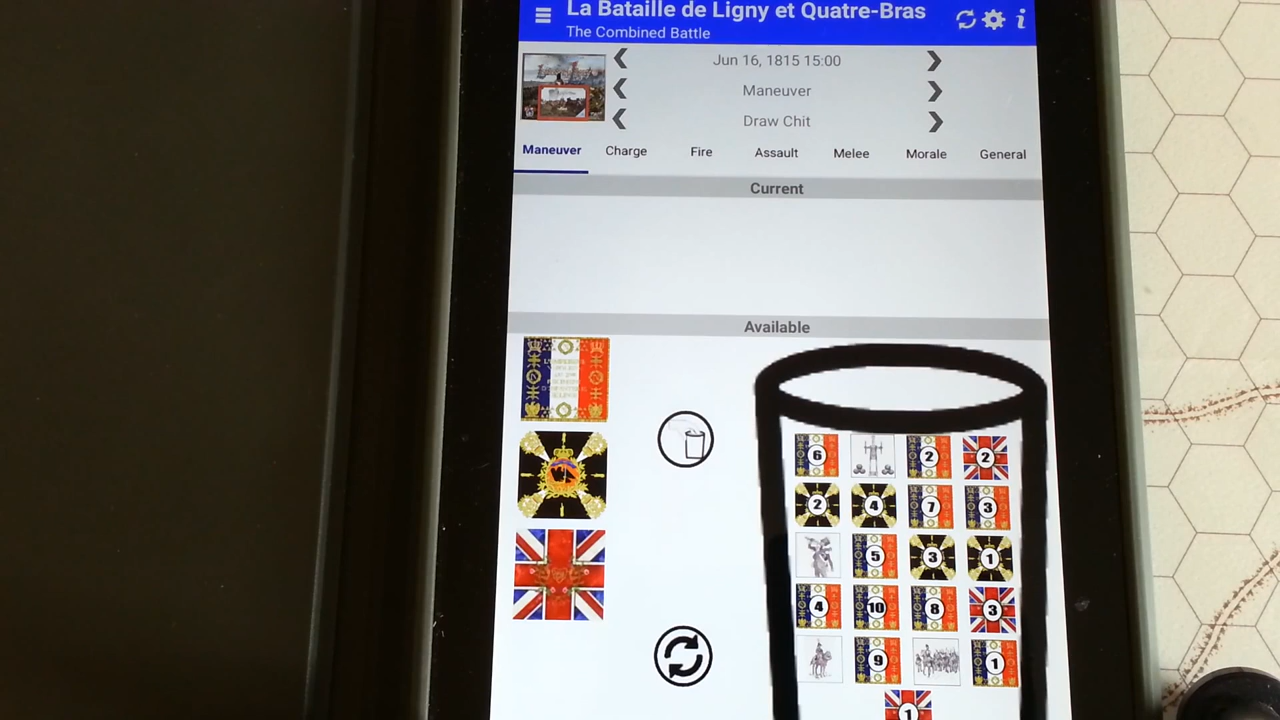 La Bataille de Ligny et Quatre-Bras
The Combined Battle
Jun 16, 1815 15:00
Maneuver
Draw Chit
Maneuver Charge Fire Assault Melee Morale General
Current
Available
6 2 2
2 4 7 3
5 3 1
4 10 8 3
9 1
1